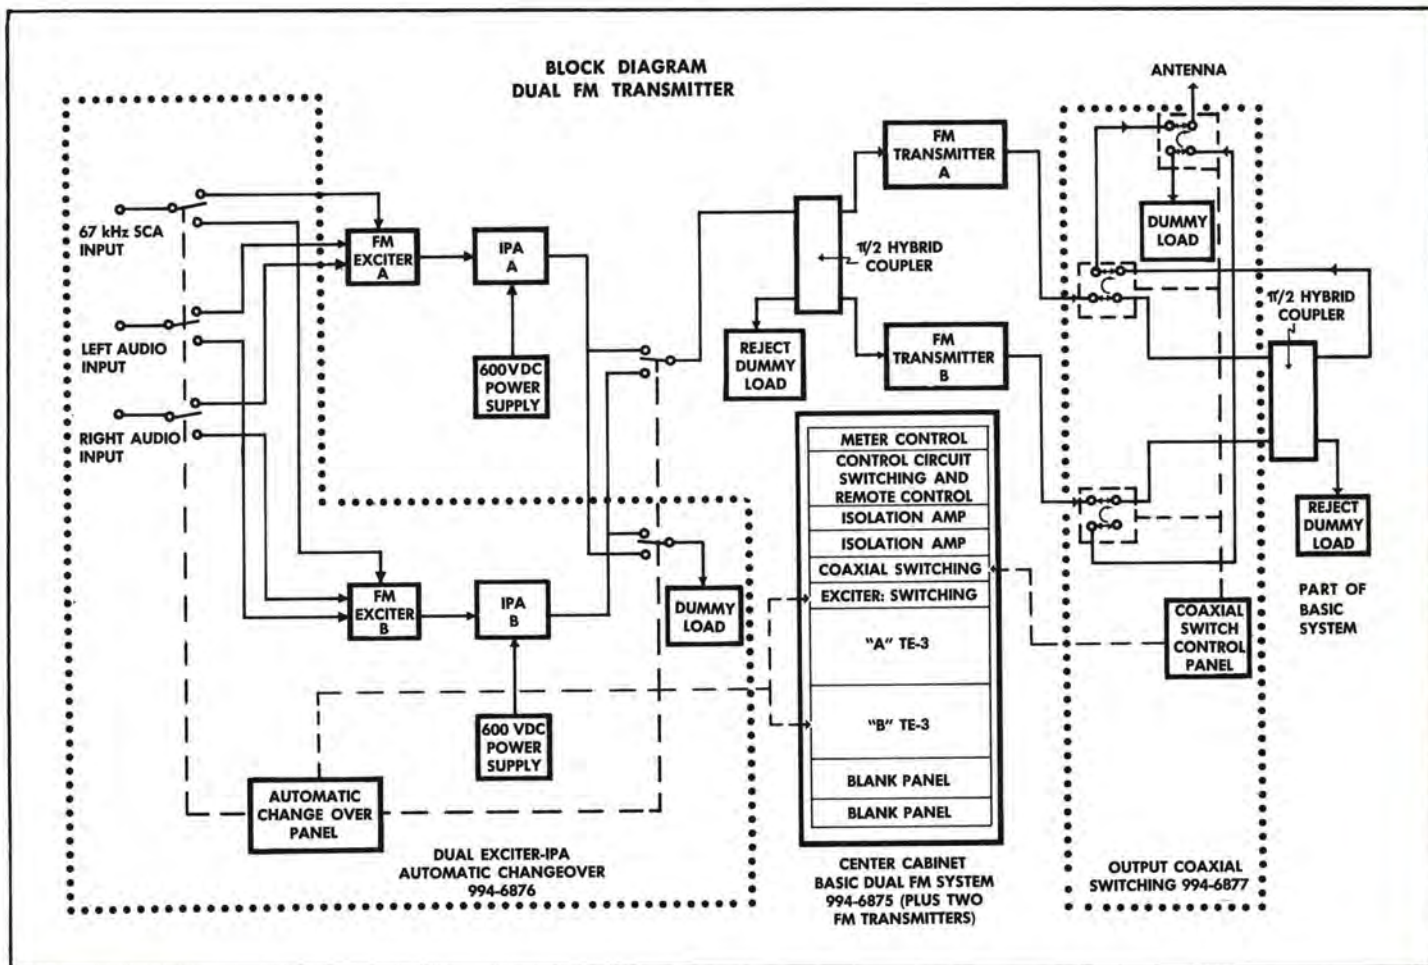 BLOCK DIAGRAM
DUAL FM TRANSMITTER
ANTENNA
67 kHz SCA
INPUT
LEFT AUDIO
INPUT
RIGHT AUDIO
INPUT
FM
EXCITER
A
IPA
A
600 VDC
POWER
SUPPLY
FM
EXCITER
B
IPA
B
600 VDC
POWER
SUPPLY
AUTOMATIC
CHANGE OVER
PANEL
DUMMY
LOAD
DUAL EXCITER-IPA
AUTOMATIC CHANGEOVER
994-6876
π/2 HYBRID
COUPLER
REJECT
DUMMY
LOAD
FM
TRANSMITTER
A
FM
TRANSMITTER
B
METER CONTROL
CONTROL CIRCUIT
SWITCHING AND
REMOTE CONTROL
ISOLATION AMP
ISOLATION AMP
COAXIAL SWITCHING
EXCITER: SWITCHING
"A" TE-3
"B" TE-3
BLANK PANEL
BLANK PANEL
CENTER CABINET
BASIC DUAL FM SYSTEM
994-6875 (PLUS TWO
FM TRANSMITTERS)
DUMMY
LOAD
π/2 HYBRID
COUPLER
REJECT
DUMMY
LOAD
PART OF
BASIC
SYSTEM
COAXIAL
SWITCH
CONTROL
PANEL
OUTPUT COAXIAL
SWITCHING 994-6877